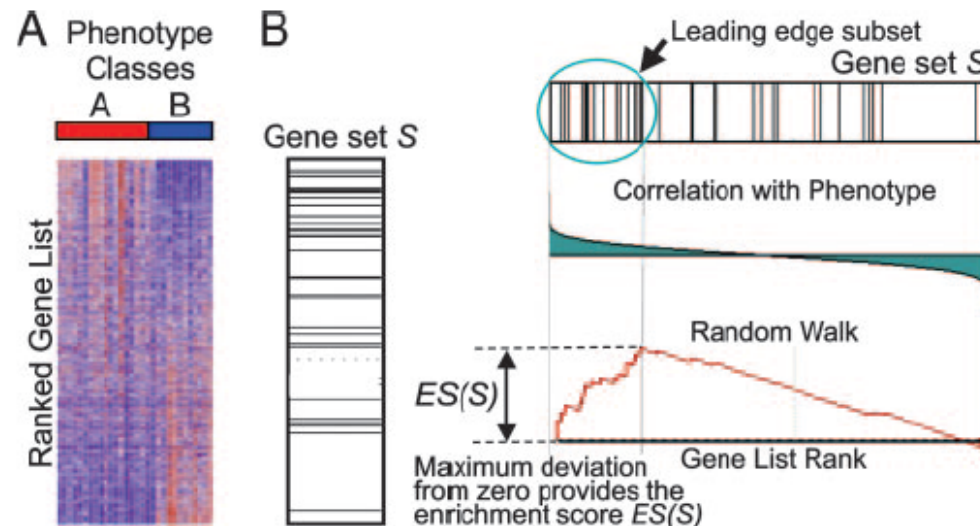 A
Phenotype
Classes
A B
Ranked Gene List
B
Gene set S
Leading edge subset
Gene set S
Correlation with Phenotype
Random Walk
ES(S)
Gene List Rank
Maximum deviation
from zero provides the
enrichment score ES(S)